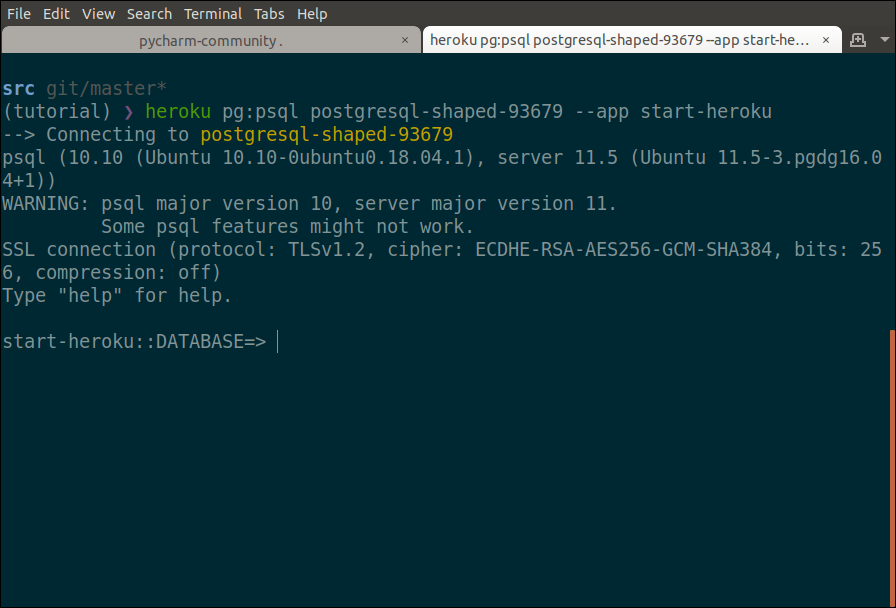 File Edit View Search Terminal Tabs Help
pycharm-community . × heroku pg:psql postgresql-shaped-93679 --app start-he... ×
src git/master*
(tutorial) ❯ heroku pg:psql postgresql-shaped-93679 --app start-heroku
--> Connecting to postgresql-shaped-93679
psql (10.10 (Ubuntu 10.10-0ubuntu0.18.04.1), server 11.5 (Ubuntu 11.5-3.pgdg16.0
4+1))
WARNING: psql major version 10, server major version 11.
Some psql features might not work.
SSL connection (protocol: TLSv1.2, cipher: ECDHE-RSA-AES256-GCM-SHA384, bits: 25
6, compression: off)
Type "help" for help.
start-heroku::DATABASE=>